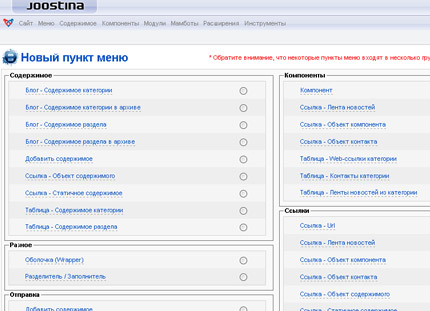 Joostina
Сайт Меню Содержимое Компоненты Модули Мамботы Расширения Инструменты
Новый пункт меню
* Обратите внимание, что некоторые пункты меню входят в несколько
Содержимое
Блог - Содержимое категории
Блог - Содержимое категории в архиве
Блог - Содержимое раздела
Блог - Содержимое раздела в архиве
Добавить содержимое
Ссылка - Объект содержимого
Ссылка - Статичное содержимое
Таблица - Содержимое категории
Таблица - Содержимое раздела
Разное
Оболочка (Wrapper)
Разделитель / Заполнитель
Отправка
Добавить содержимое
Компоненты
Компонент
Ссылка - Лента новостей
Ссылка - Объект компонента
Ссылка - Объект контакта
Таблица - Web-ссылки категории
Таблица - Контакты категории
Таблица - Ленты новостей из категории
Ссылки
Ссылка - Url
Ссылка - Лента новостей
Ссылка - Объект компонента
Ссылка - Объект контакта
Ссылка - Объект содержимого
Ссылка - Статичное содержимое